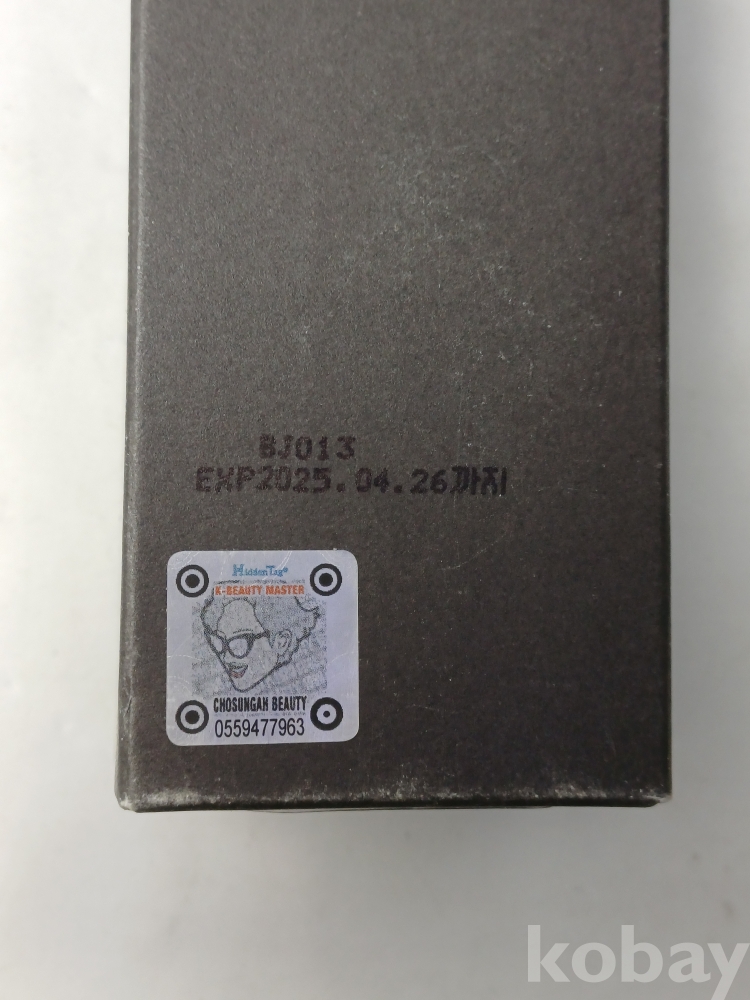 BJ013
EXP2025.04.26까지
HiddenTag®
K-BEAUTY MASTER
CHOSUNGAH BEAUTY
0559477963
kobay